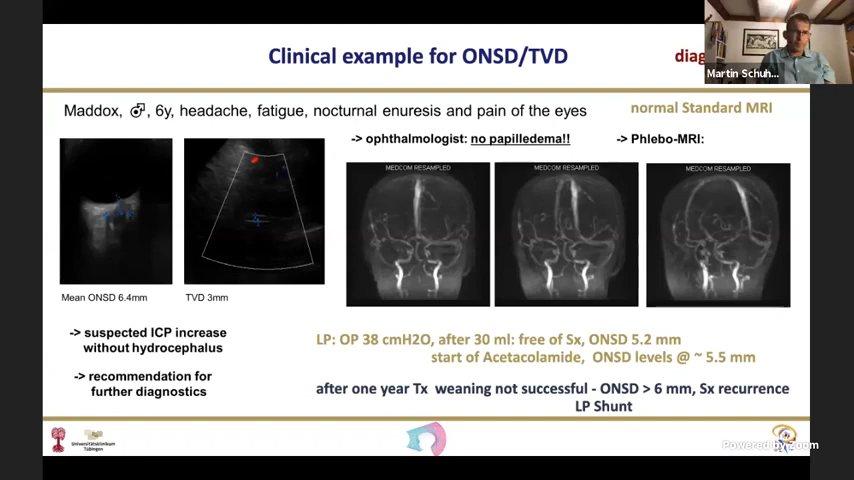 Clinical example for ONSD/TVD
diag
Martin Schuh...
Maddox, ♂, 6y, headache, fatigue, nocturnal enuresis and pain of the eyes
normal Standard MRI
-> ophthalmologist: no papilledema!!
-> Phlebo-MRI:
MEDCOM RESAMPLED
MEDCOM RESAMPLED
MEDCOM RESAMPLED
Mean ONSD 6.4mm
TVD 3mm
-> suspected ICP increase
without hydrocephalus
-> recommendation for
further diagnostics
LP: OP 38 cmH2O, after 30 ml: free of Sx, ONSD 5.2 mm
start of Acetacolamide, ONSD levels @ ~ 5.5 mm
after one year Tx weaning not successful - ONSD > 6 mm, Sx recurrence
LP Shunt
Universitätsklinikum
Tübingen
Powered by Zoom